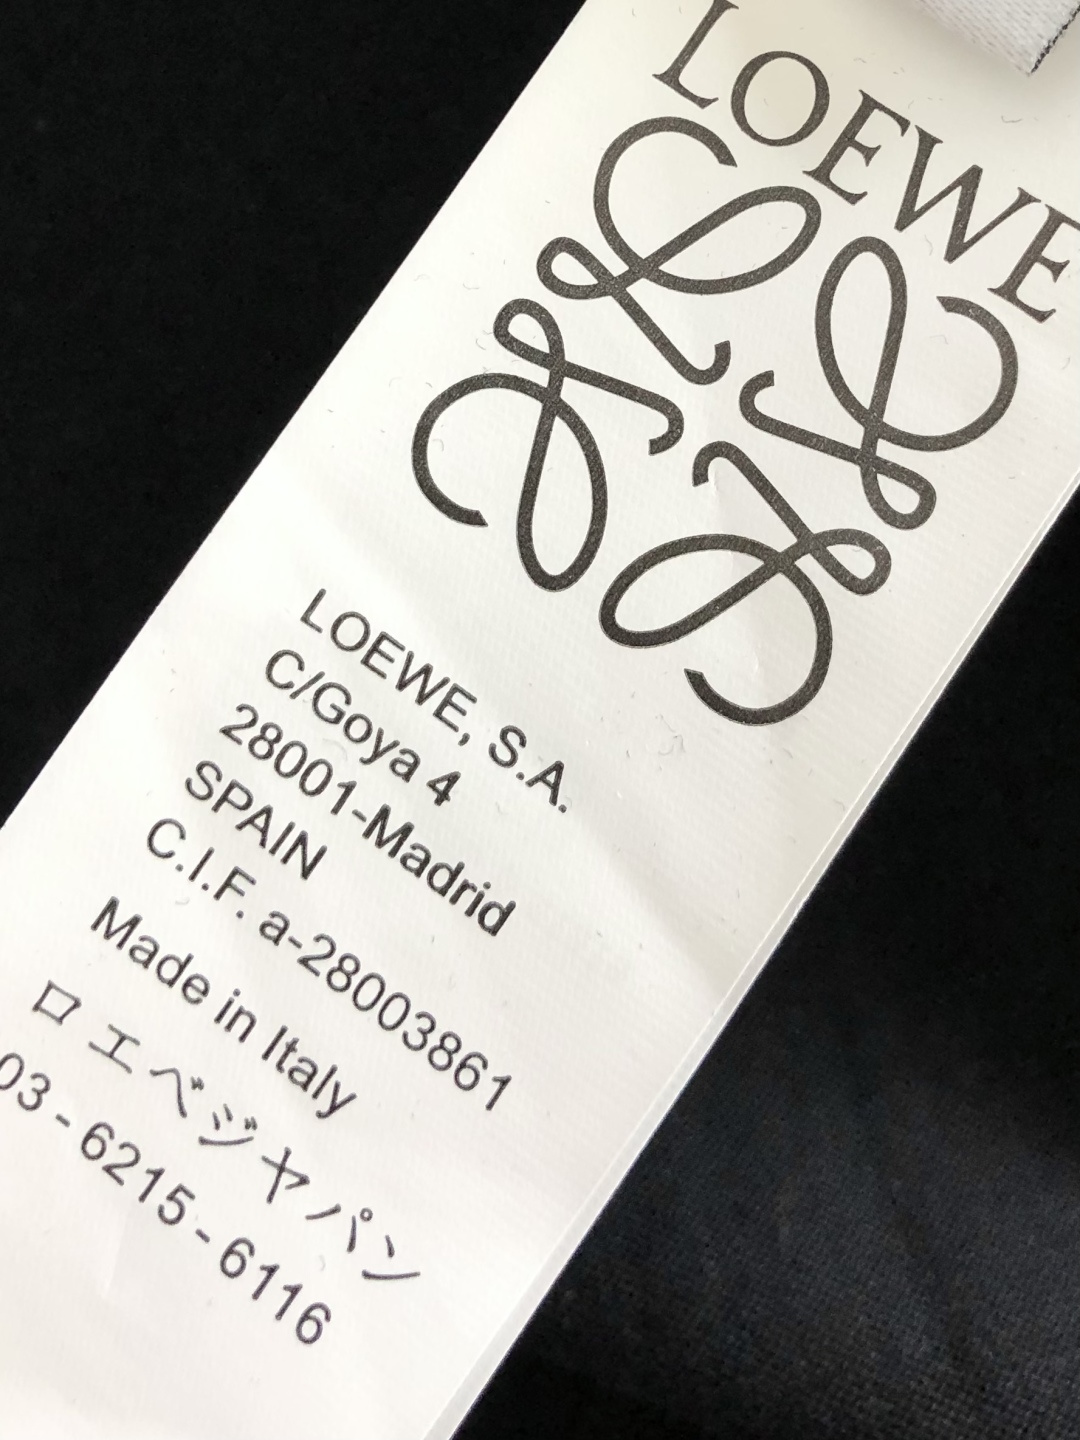 LOEWE
LOEWE, S.A.
C/Goya 4
28001-Madrid
SPAIN
C.I.F. a-28003861
Made in Italy
ロエベジヤパン
03-6215-6116